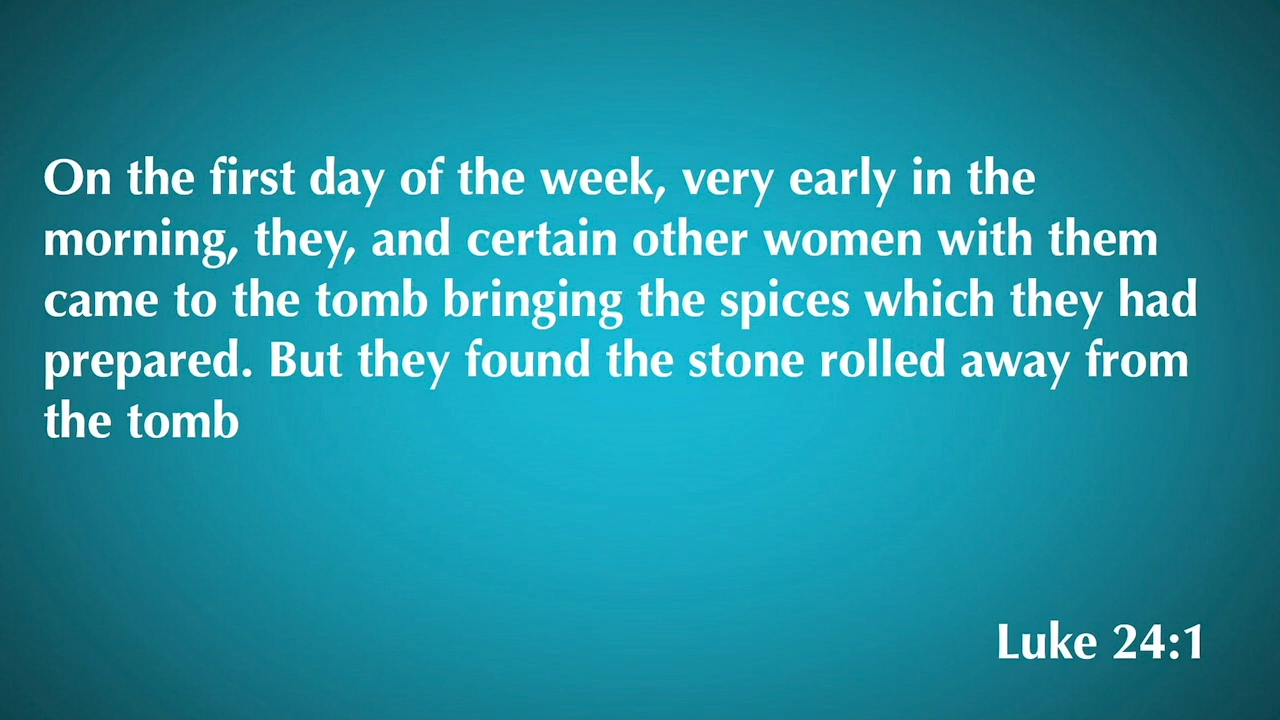 On the first day of the week, very early in the
morning, they, and certain other women with them
came to the tomb bringing the spices which they had
prepared. But they found the stone rolled away from
the tomb
Luke 24:1